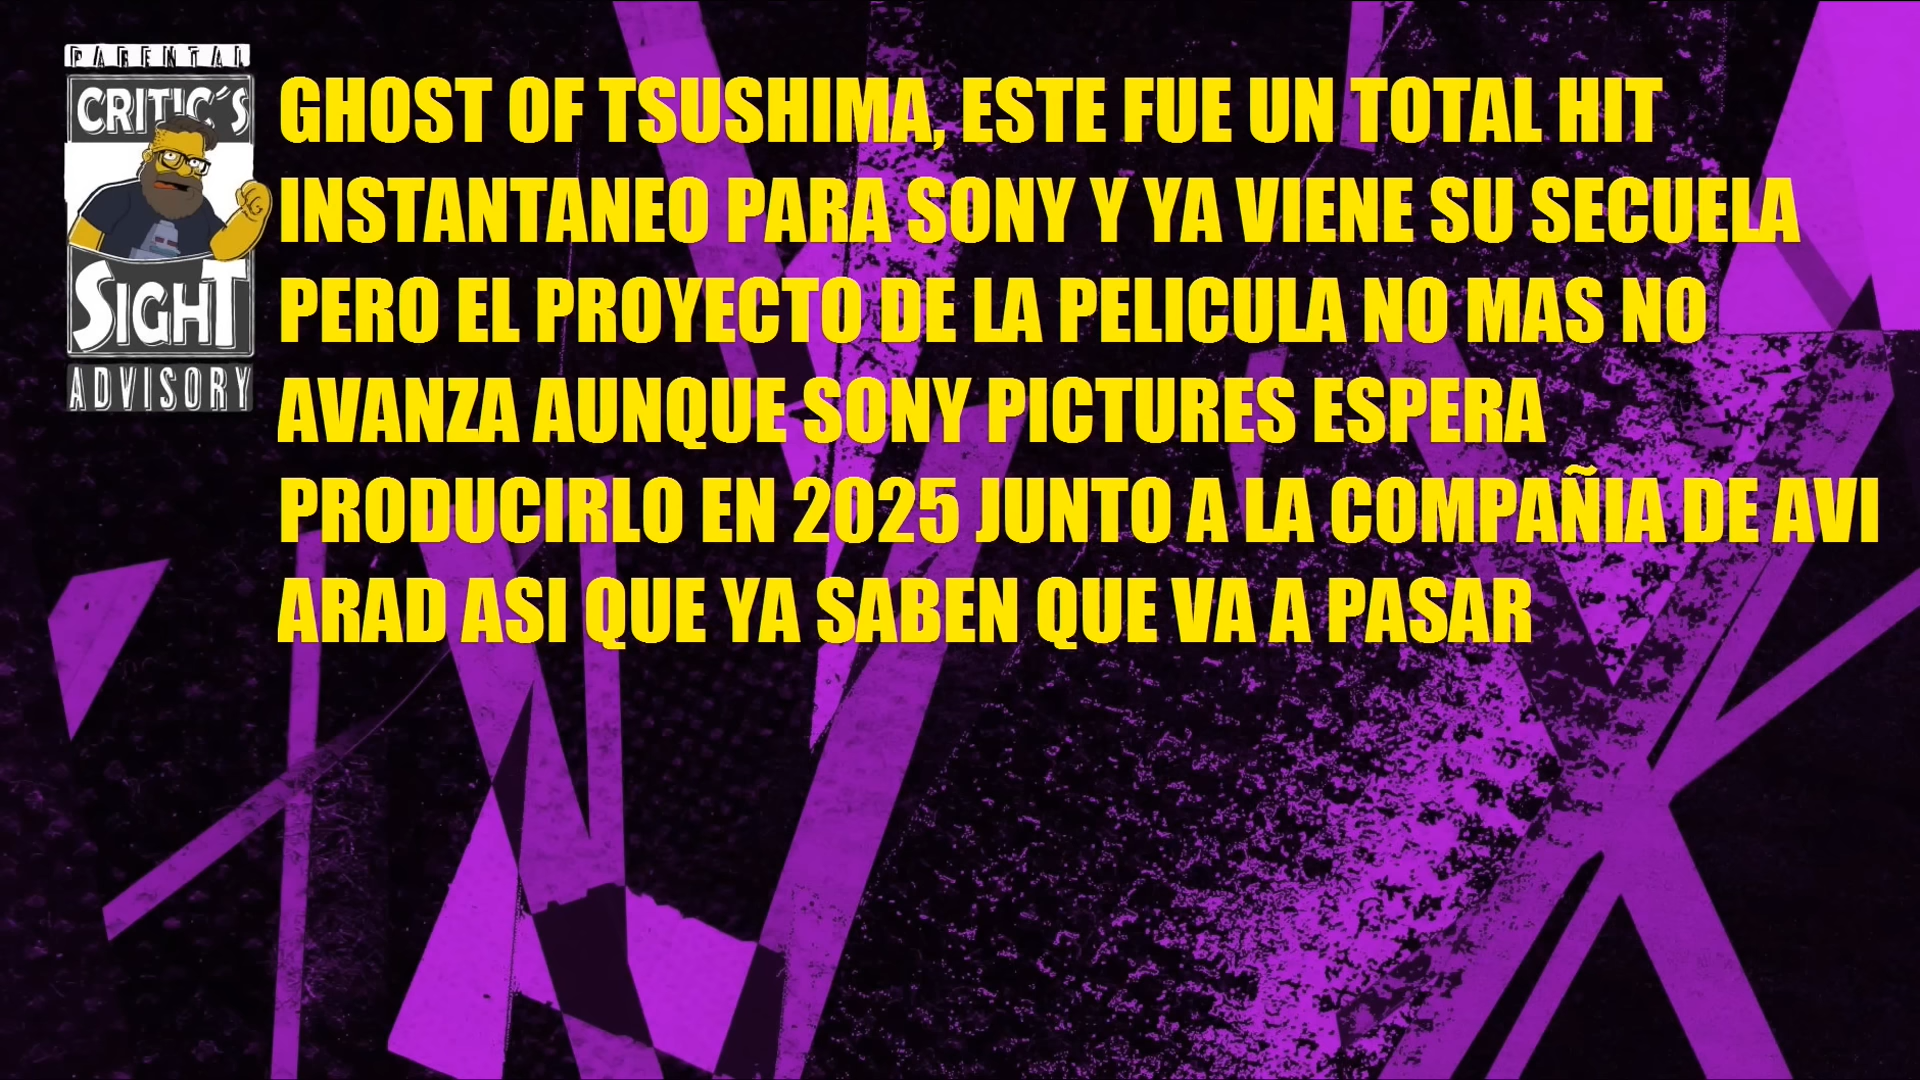 PARENTAL
CRITIC´S
SIGHT
ADVISORY
GHOST OF TSUSHIMA, ESTE FUE UN TOTAL HIT
INSTANTANEO PARA SONY Y YA VIENE SU SECUELA
PERO EL PROYECTO DE LA PELICULA NO MAS NO
AVANZA AUNQUE SONY PICTURES ESPERA
PRODUCIRLO EN 2025 JUNTO A LA COMPAÑIA DE AVI
ARAD ASI QUE YA SABEN QUE VA A PASAR